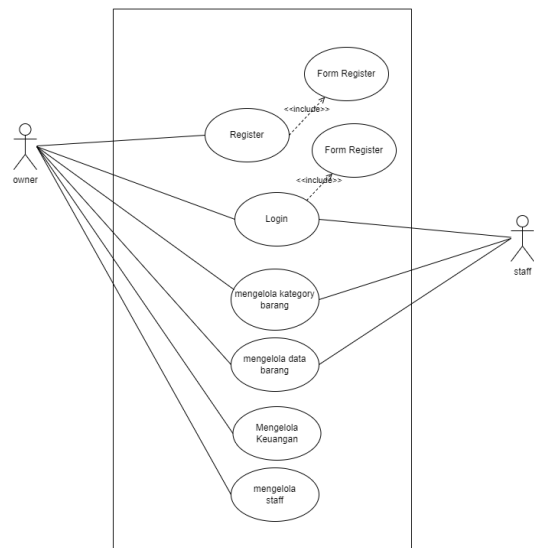 Form Register
<<include>>
Register
Form Register
owner
<<include>>
Login
staff
mengelola kategory
barang
mengelola data
barang
Mengelola
Keuangan
mengelola
staff